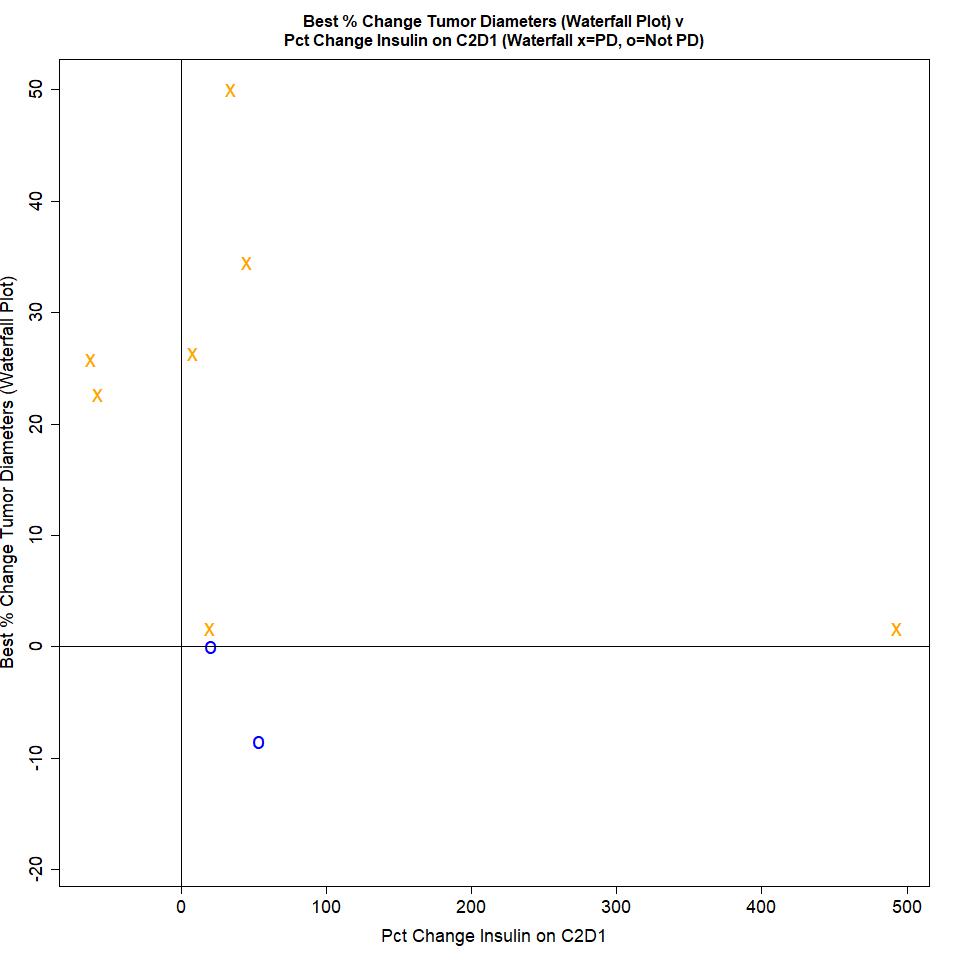 Best % Change Tumor Diameters (Waterfall Plot) v
Pct Change Insulin on C2D1 (Waterfall x=PD, o=Not PD)
Best % Change Tumor Diameters (Waterfall Plot)
50
40
30
20
10
0
-10
-20
X
X
X
X
X
X
X
O
O
0 100 200 300 400 500
Pct Change Insulin on C2D1